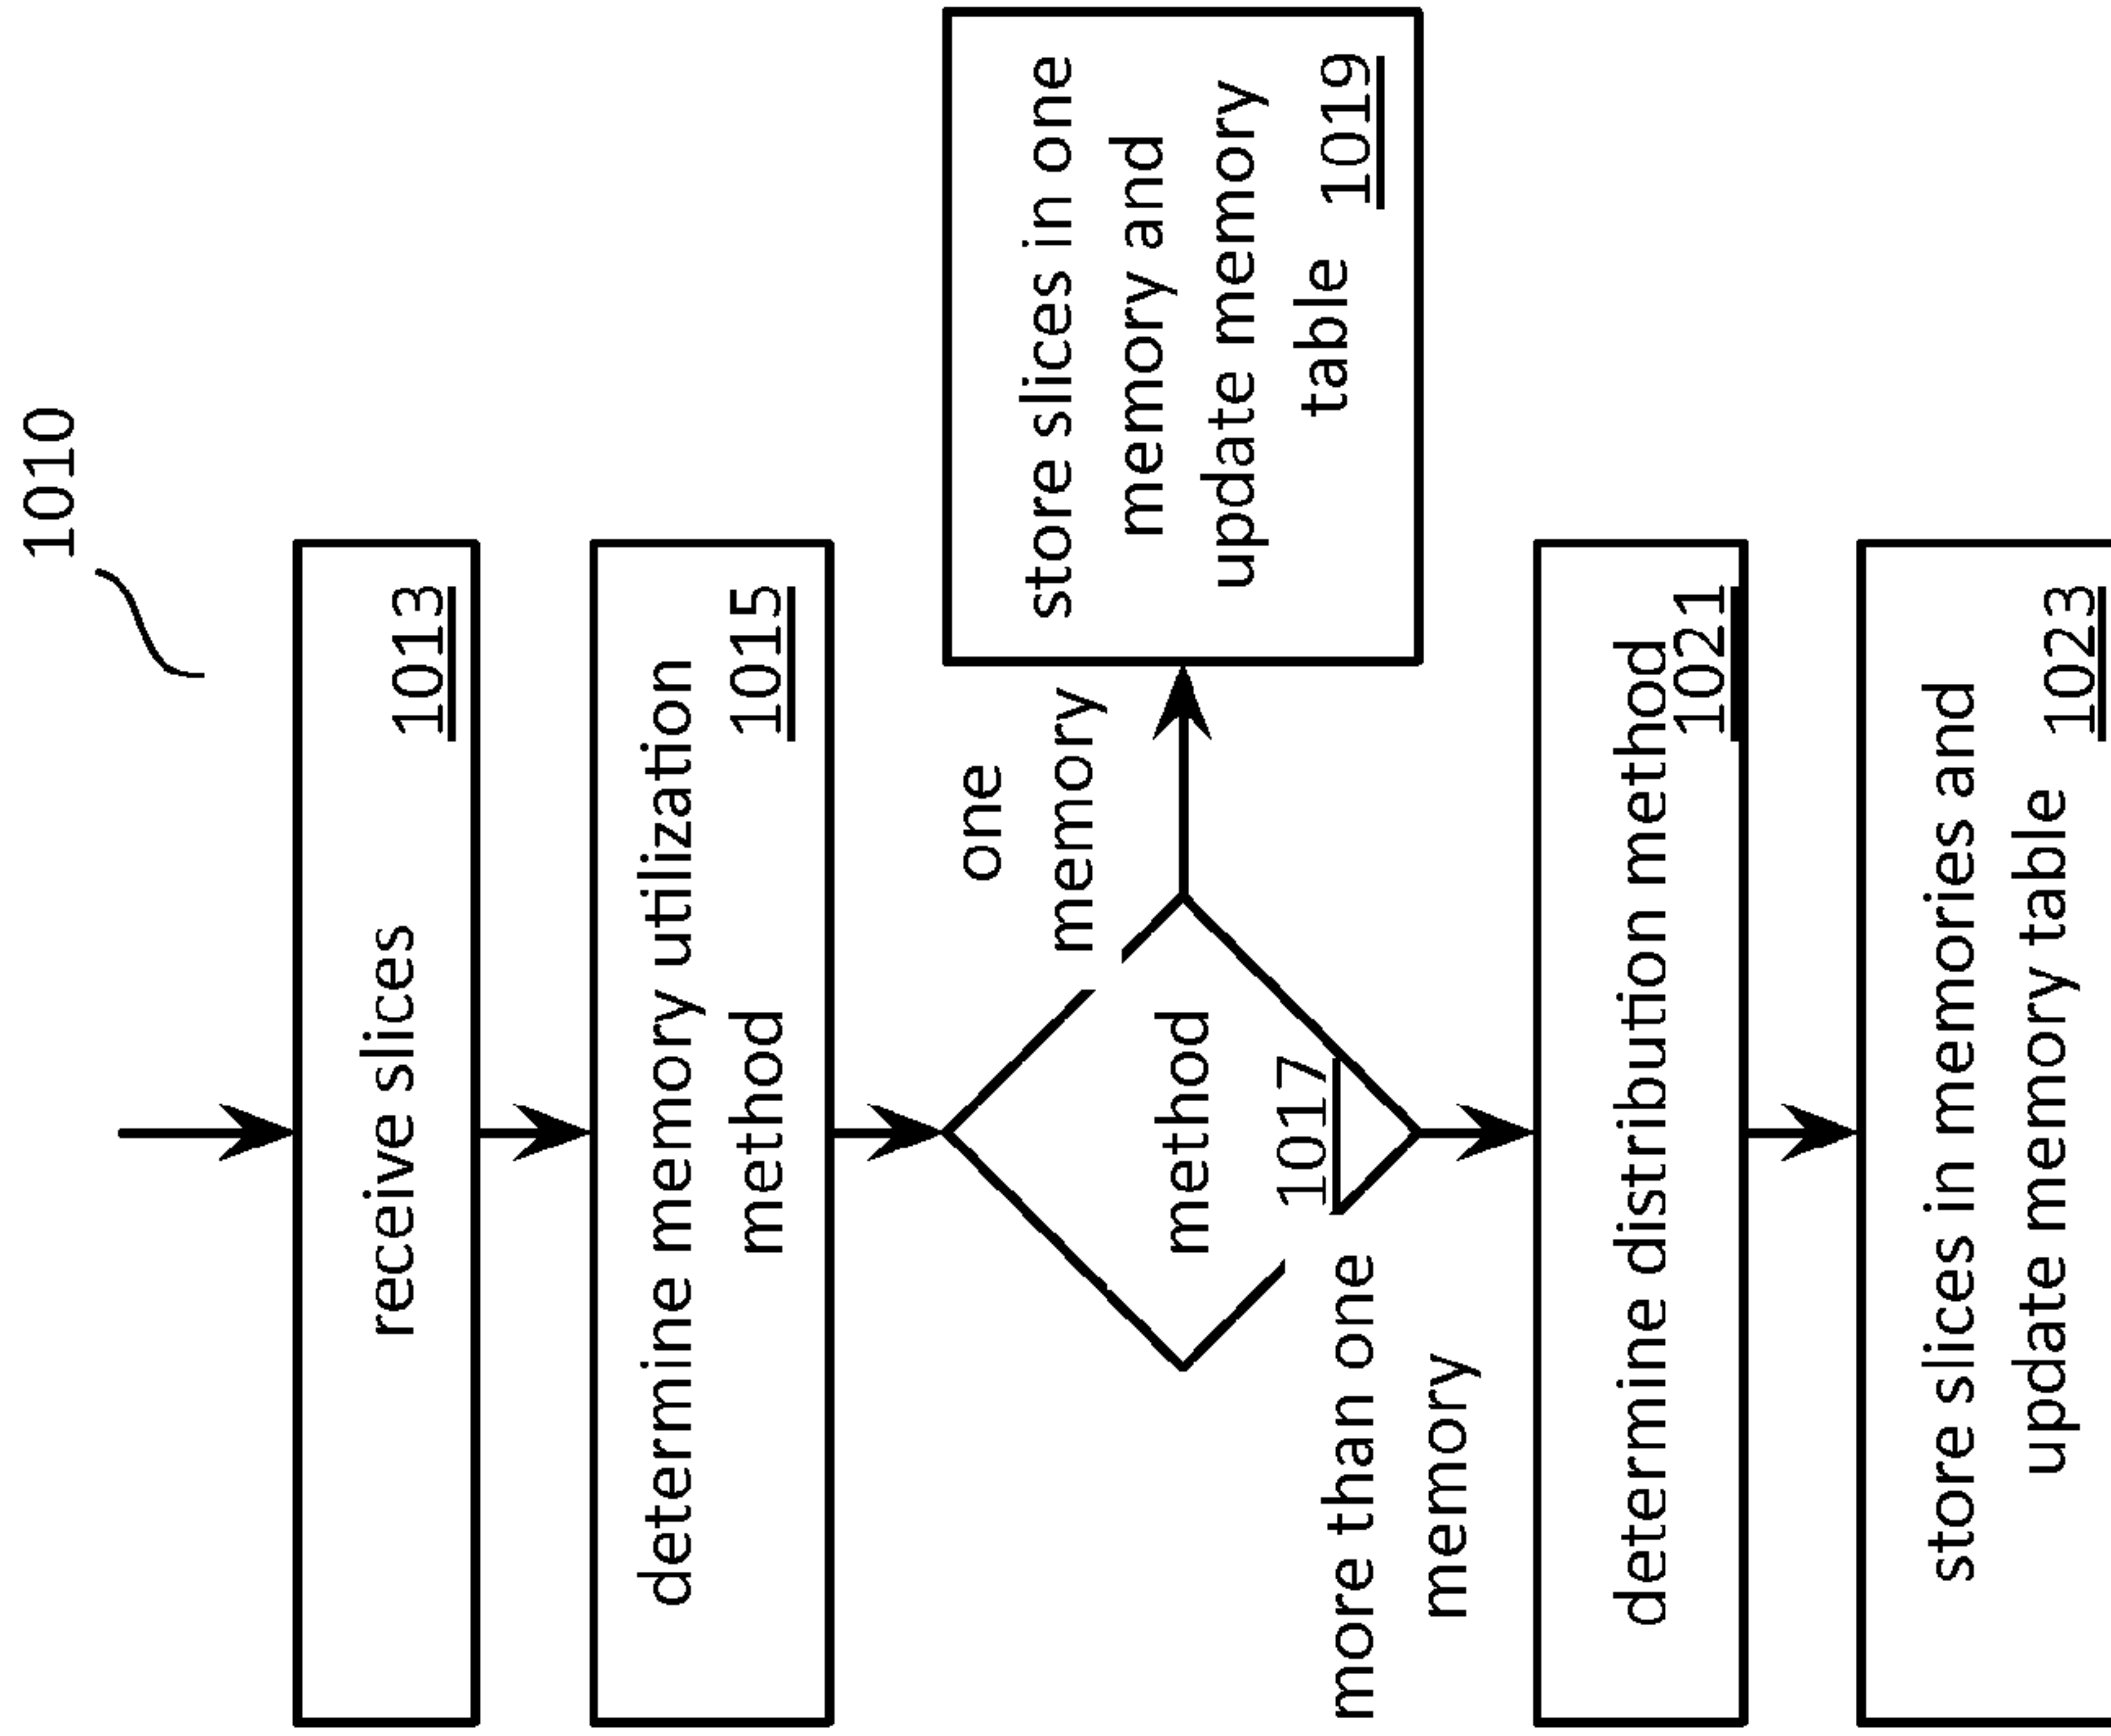 1010
receive slices
1013
determine memory utilization
method
1015
method
1017
one
memory
store slices in one
memory and
update memory
table 1019
more than one
memory
determine distribution method
1021
store slices in memories and
update memory table 1023